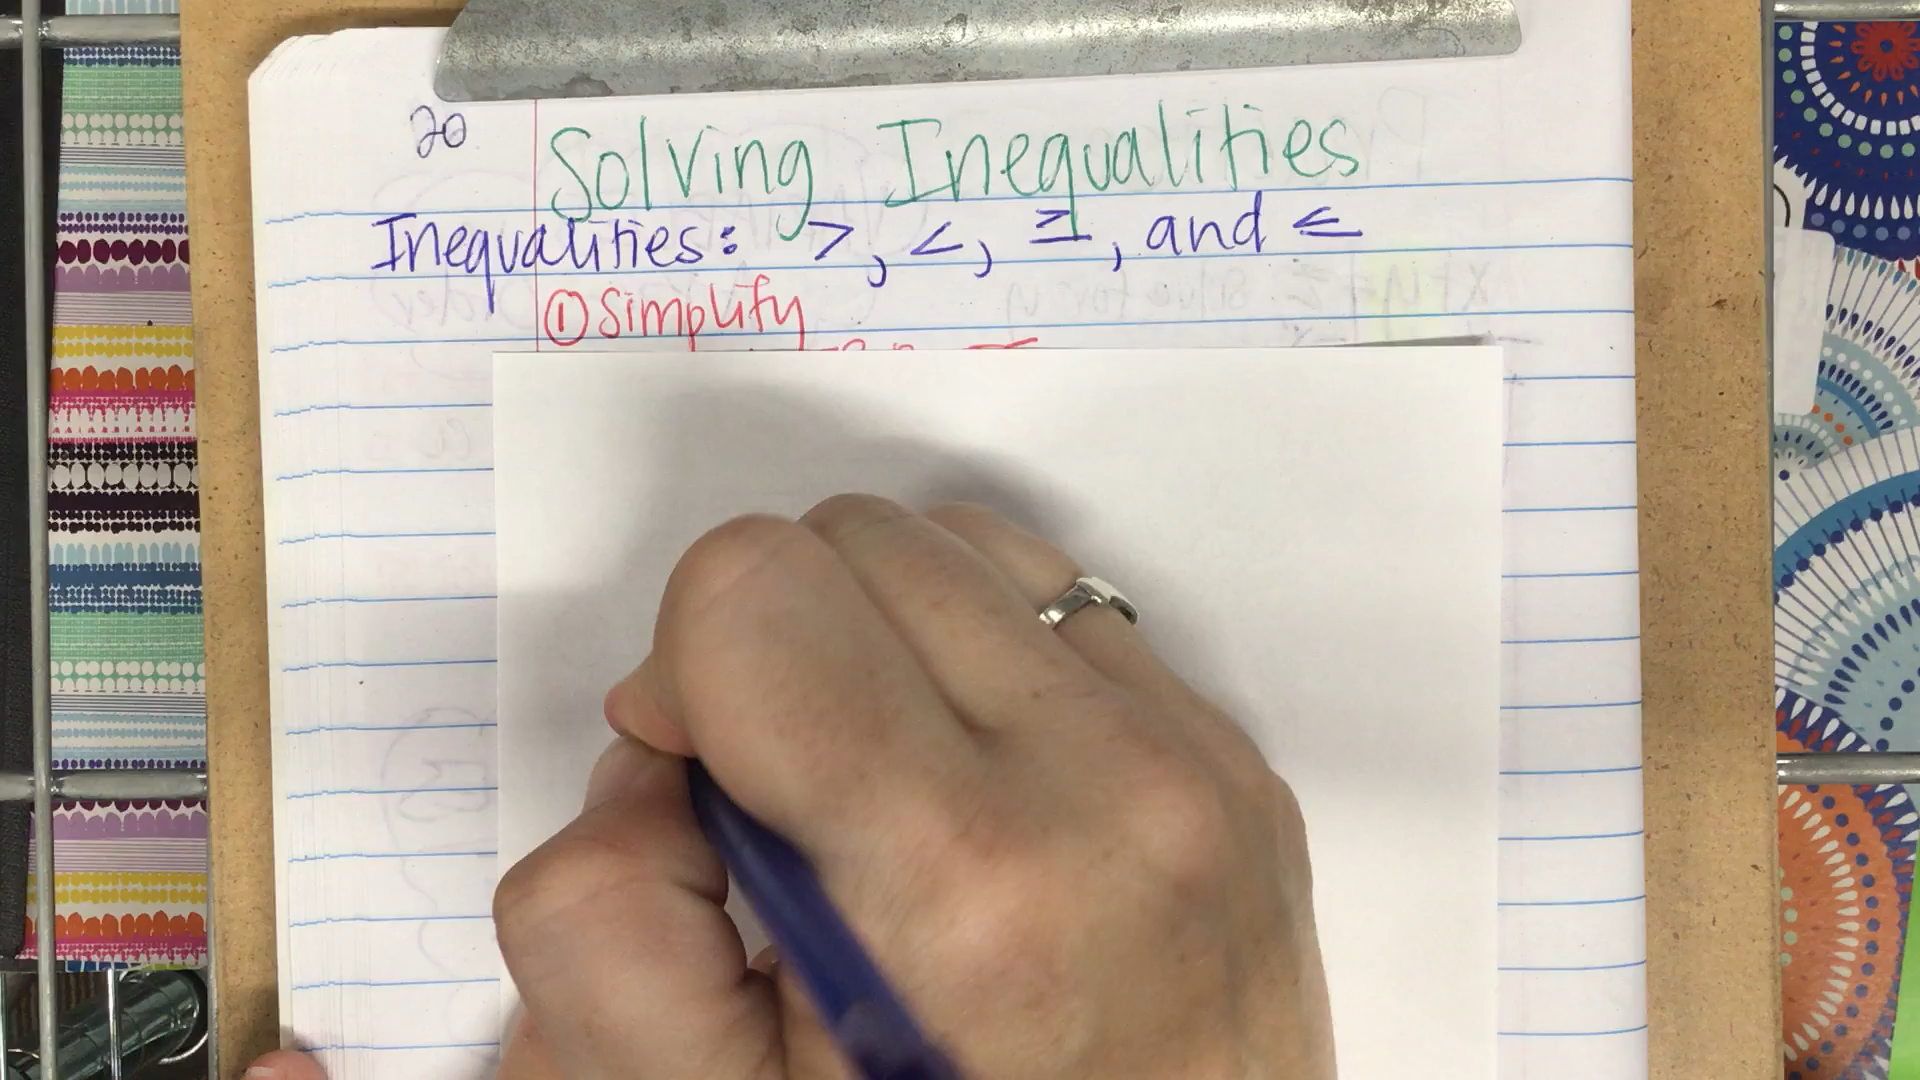 20
Solving Inequalities
Inequalities: >, <, ≥, and ≤
① Simplify